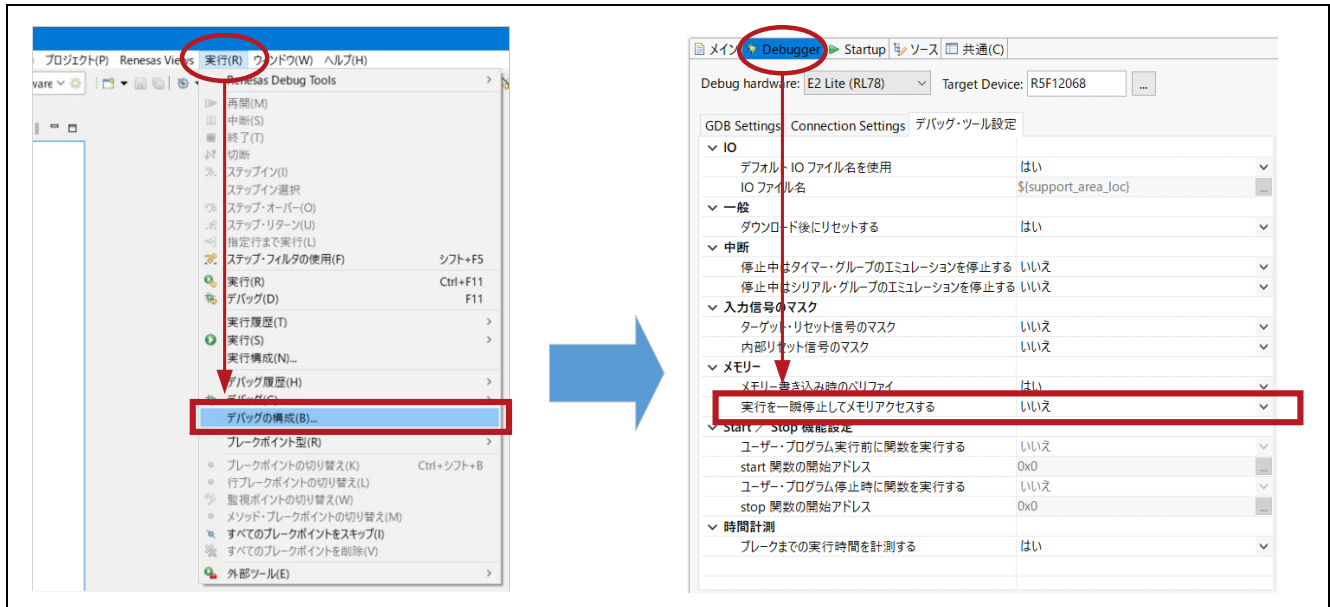 プロジェクト(P) Renesas Views 実行(R) ウィンドウ(W) ヘルプ(H)
ware
Renesas Debug Tools
再開(M)
中断(S)
終了(T)
切断
ステップイン(I)
ステップイン選択
ステップ・オーバー(O)
ステップ・リターン(U)
指定行まで実行(L)
ステップ・フィルタの使用(F) シフト+F5
実行(R) Ctrl+F11
デバッグ(D) F11
実行履歴(T)
実行(S)
実行構成(N)...
デバッグ履歴(H)
デバッグ(G)
デバッグの構成(B)...
ブレークポイント型(R)
ブレークポイントの切り替え(K) Ctrl+シフト+B
行ブレークポイントの切り替え(L)
監視ポイントの切り替え(W)
メソッド・ブレークポイントの切り替え(M)
すべてのブレークポイントをスキップ(I)
すべてのブレークポイントを削除(V)
外部ツール(E)
メイン Debugger Startup ソース 共通(C)
Debug hardware: E2 Lite (RL78) Target Device: R5F12068 ...
GDB Settings Connection Settings デバッグ・ツール設定
IO
デフォルト IO ファイル名を使用 はい
IO ファイル名 ${support_area_loc} ...
一般
ダウンロード後にリセットする はい
中断
停止中はタイマー・グループのエミュレーションを停止する いいえ
停止中はシリアル・グループのエミュレーションを停止する いいえ
入力信号のマスク
ターゲット・リセット信号のマスク いいえ
内部リセット信号のマスク いいえ
メモリー
メモリー書き込み時のベリファイ はい
実行を一瞬停止してメモリアクセスする いいえ
Start / Stop 機能設定
ユーザー・プログラム実行前に関数を実行する いいえ
start 関数の開始アドレス 0x0 ...
ユーザー・プログラム停止時に関数を実行する いいえ
stop 関数の開始アドレス 0x0 ...
時間計測
ブレークまでの実行時間を計測する はい